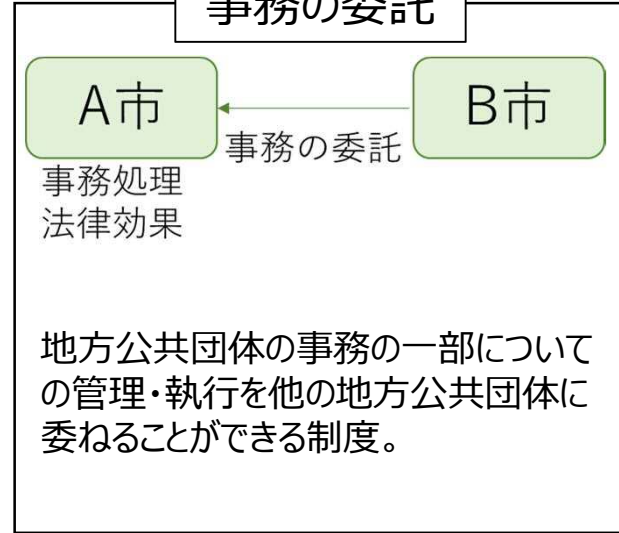 事務の委託
A市
B市
事務の委託
事務処理
法律効果
地方公共団体の事務の一部について
の管理・執行を他の地方公共団体に
委ねることができる制度。